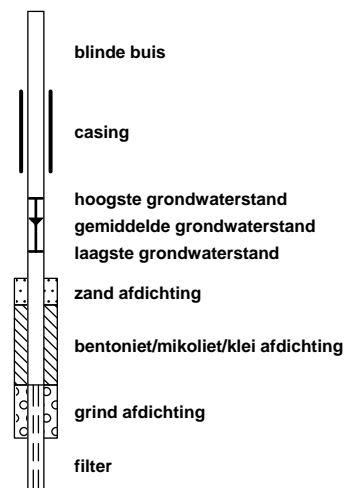 blinde buis
casing
hoogste grondwaterstand
gemiddelde grondwaterstand
laagste grondwaterstand
zand afdichting
bentoniet/mikoliet/klei afdichting
grind afdichting
filter